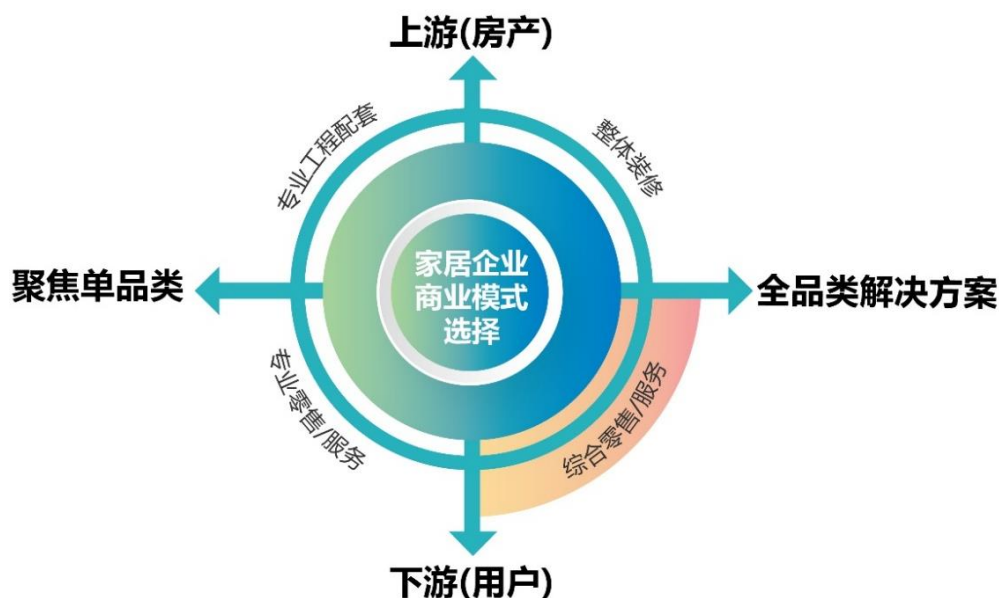 上游(房产)
专业工程配套
整体装修
聚焦单品类
家居企业
商业模式
选择
全品类解决方案
专业零售/服务
综合零售/服务
下游(用户)